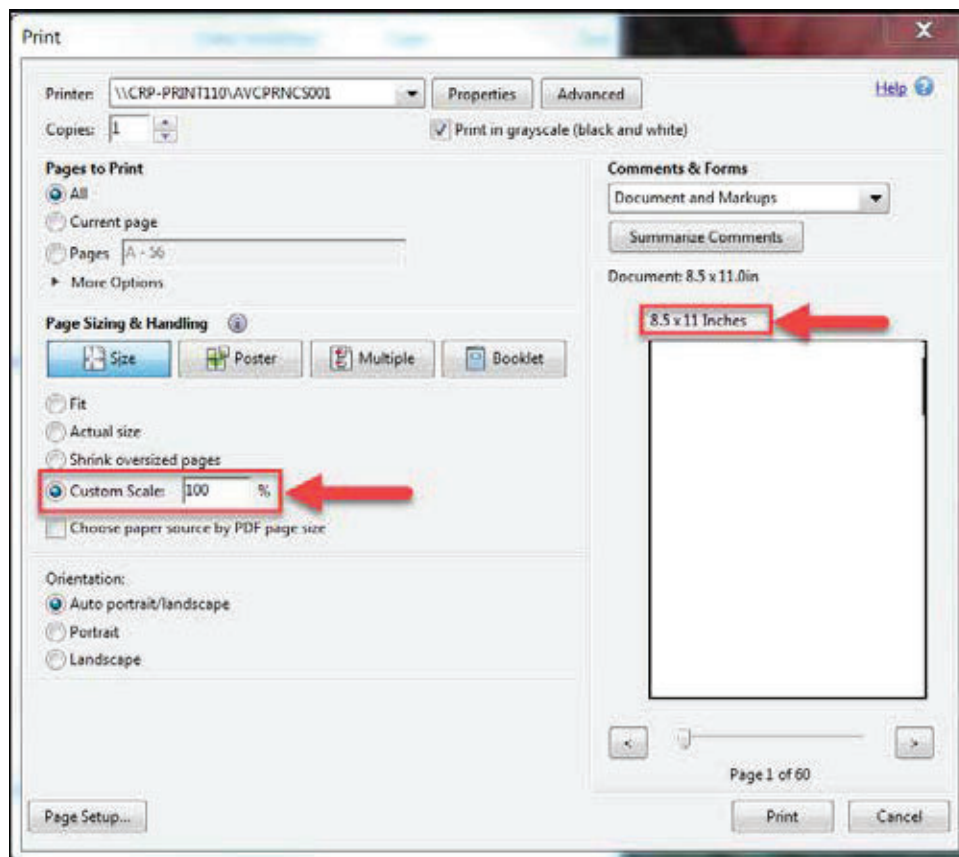 Print
Printer: \\CRP-PRINT110\AVCPRNCS001 Properties Advanced Help
Copies: 1 Print in grayscale (black and white)
Pages to Print
All
Current page
Pages A - 56
More Options
Comments & Forms
Document and Markups
Summarize Comments
Document: 8.5 x 11.0in
8.5 x 11 Inches
Page Sizing & Handling
Size Poster Multiple Booklet
Fit
Actual size
Shrink oversized pages
Custom Scale: 100 %
Choose paper source by PDF page size
Orientation:
Auto portrait/landscape
Portrait
Landscape
< >
Page 1 of 60
Page Setup... Print Cancel